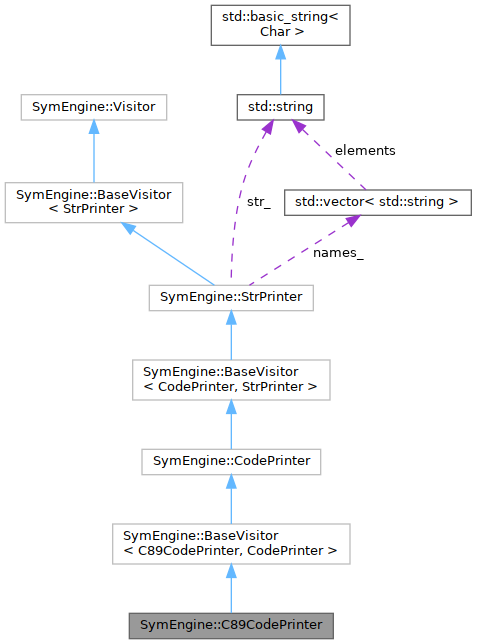 std::basic_string<
Char >
SymEngine::Visitor
std::string
elements
SymEngine::BaseVisitor
< StrPrinter >
str_
std::vector< std::string >
names_
SymEngine::StrPrinter
SymEngine::BaseVisitor
< CodePrinter, StrPrinter >
SymEngine::CodePrinter
SymEngine::BaseVisitor
< C89CodePrinter, CodePrinter >
SymEngine::C89CodePrinter